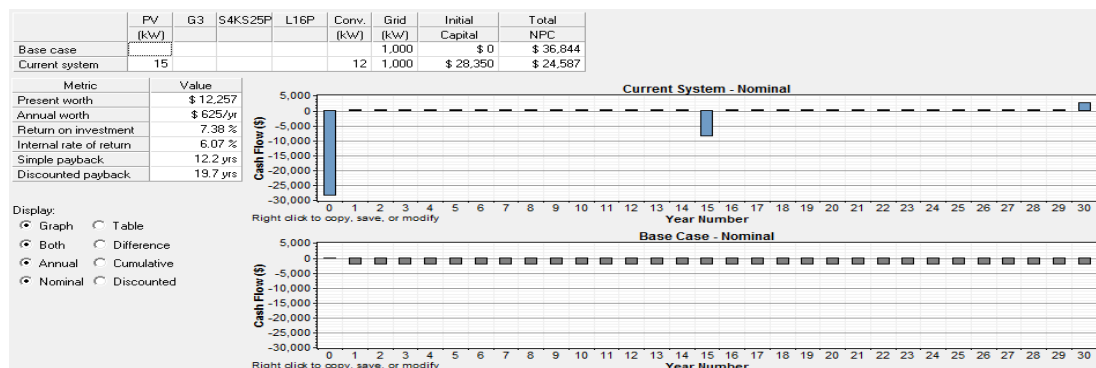 PV G3 S4KS25P L16P Conv. Grid Initial Total
(kW) (kW) (kW) Capital NPC
Base case 1,000 $ 0 $ 36,844
Current system 15 12 1,000 $ 28,350 $ 24,587
Metric Value
Present worth $ 12,257
Annual worth $ 625/yr
Return on investment 7.38 %
Internal rate of return 6.07 %
Simple payback 12.2 yrs
Discounted payback 19.7 yrs
Display:
Graph Table
Both Difference
Annual Cumulative
Nominal Discounted
Current System - Nominal
Cash Flow ($)
5,000
0
-5,000
-10,000
-15,000
-20,000
-25,000
-30,000
0 1 2 3 4 5 6 7 8 9 10 11 12 13 14 15 16 17 18 19 20 21 22 23 24 25 26 27 28 29 30
Right click to copy, save, or modify
Year Number
Base Case - Nominal
Cash Flow ($)
5,000
0
-5,000
-10,000
-15,000
-20,000
-25,000
-30,000
0 1 2 3 4 5 6 7 8 9 10 11 12 13 14 15 16 17 18 19 20 21 22 23 24 25 26 27 28 29 30
Right click to copy, save, or modify
Year Number